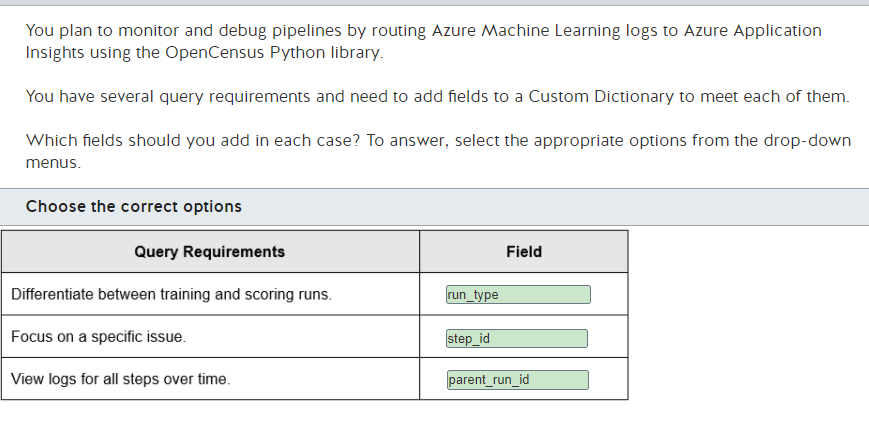 You plan to monitor and debug pipelines by routing Azure Machine Learning logs to Azure Application
Insights using the OpenCensus Python library.
You have several query requirements and need to add fields to a Custom Dictionary to meet each of them.
Which fields should you add in each case? To answer, select the appropriate options from the drop-down
menus.
Choose the correct options
Query Requirements Field
Differentiate between training and scoring runs. run_type
Focus on a specific issue. step_id
View logs for all steps over time. parent_run_id